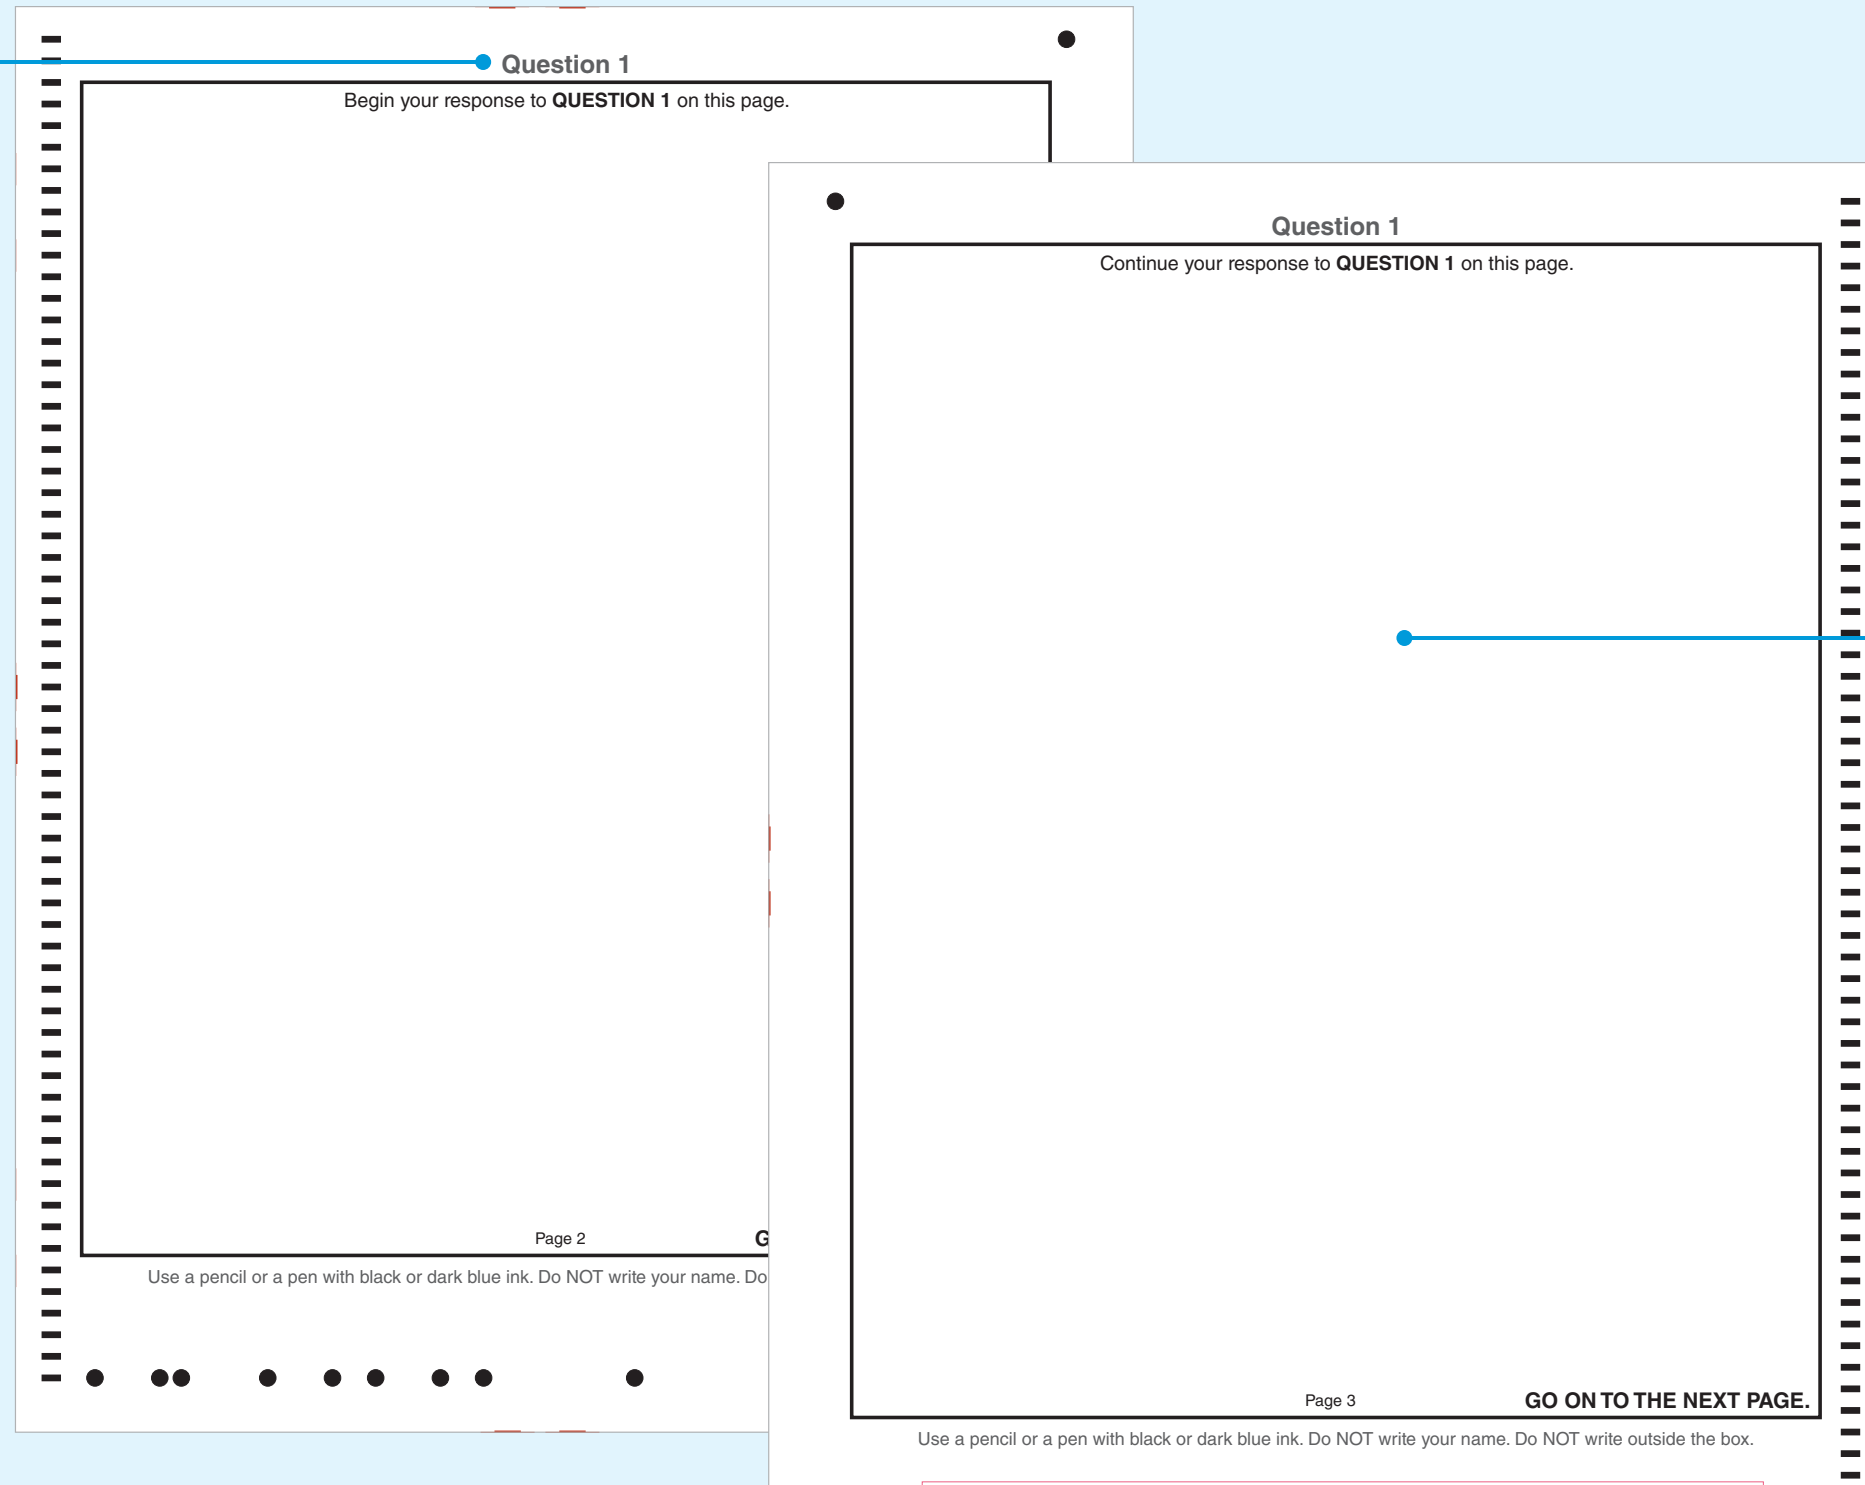 Question 1
Begin your response to QUESTION 1 on this page.
Page 2
G
Use a pencil or a pen with black or dark blue ink. Do NOT write your name. Do
Question 1
Continue your response to QUESTION 1 on this page.
Page 3
GO ON TO THE NEXT PAGE.
Use a pencil or a pen with black or dark blue ink. Do NOT write your name. Do NOT write outside the box.